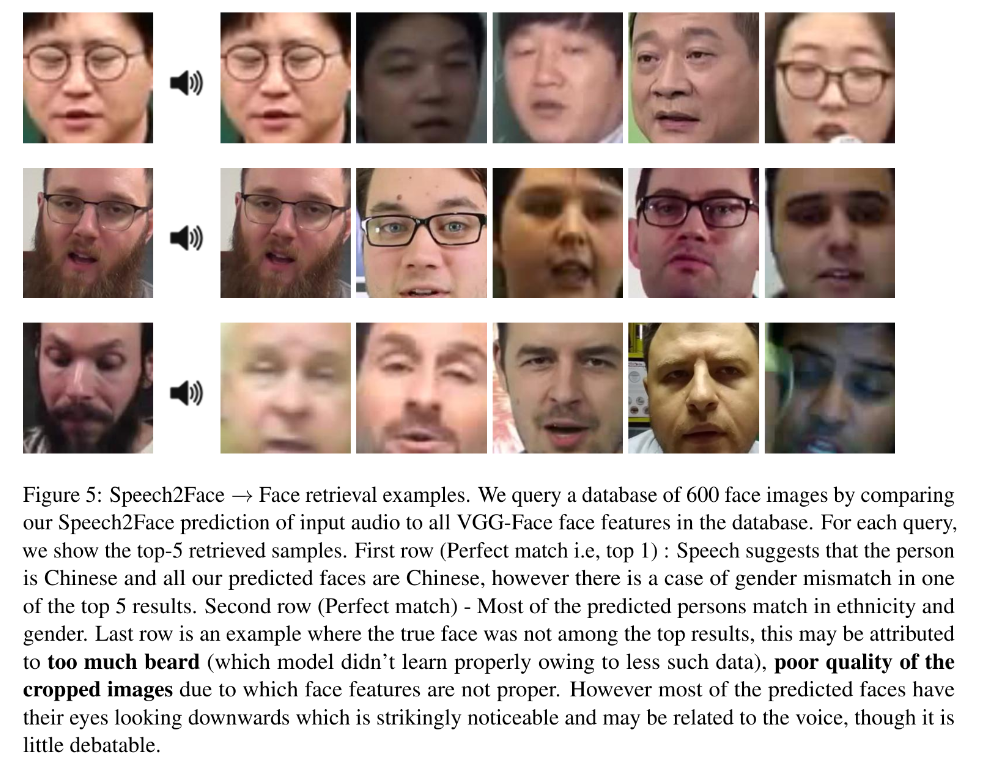 Figure 5: Speech2Face → Face retrieval examples. We query a database of 600 face images by comparing
our Speech2Face prediction of input audio to all VGG-Face face features in the database. For each query,
we show the top-5 retrieved samples. First row (Perfect match i.e, top 1) : Speech suggests that the person
is Chinese and all our predicted faces are Chinese, however there is a case of gender mismatch in one
of the top 5 results. Second row (Perfect match) - Most of the predicted persons match in ethnicity and
gender. Last row is an example where the true face was not among the top results, this may be attributed
to too much beard (which model didn't learn properly owing to less such data), poor quality of the
cropped images due to which face features are not proper. However most of the predicted faces have
their eyes looking downwards which is strikingly noticeable and may be related to the voice, though it is
little debatable.